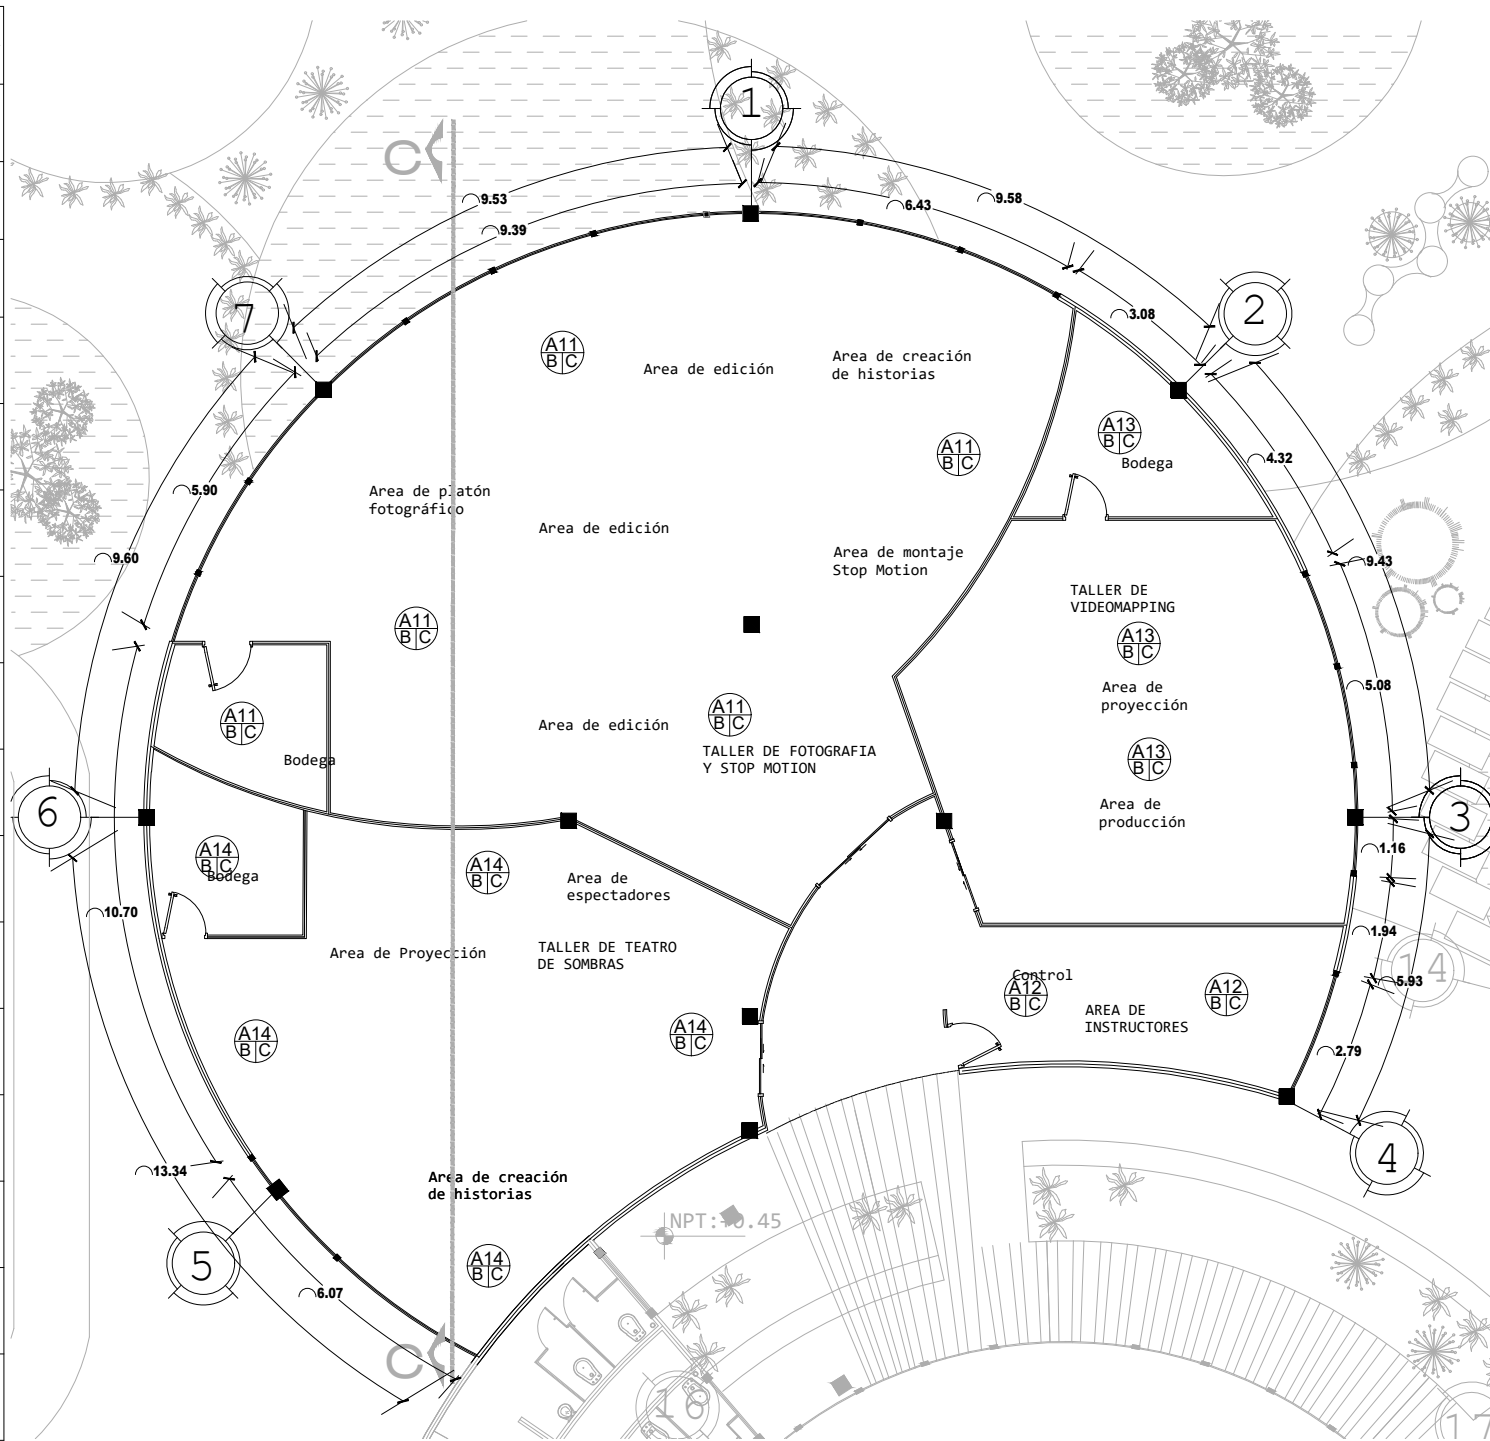 1
C
9.53
9.58
6.43
9.39
7
2
3.08
A11
B C
Area de edición
Area de creación
de historias
A13
B C
Bodega
A11
B C
4.32
5.90
Area de platón
fotográfico
Area de edición
9.60
Area de montaje
Stop Motion
9.43
TALLER DE
VIDEOMAPPING
A11
B C
A13
B C
5.08
Area de
proyección
A11
B C
A11
B C
Area de edición
TALLER DE FOTOGRAFIA
Y STOP MOTION
Bodega
A13
B C
Area de
producción
6
3
1.16
A14
B C
Bodega
A14
B C
Area de
espectadores
10.70
1.94
Area de Proyección
TALLER DE TEATRO
DE SOMBRAS
Control
A12
B C
A12
B C
14
5.93
AREA DE
INSTRUCTORES
A14
B C
A14
B C
2.79
4
13.34
Area de creación
de historias
NPT:+0.45
5
A14
B C
6.07
C
16
17